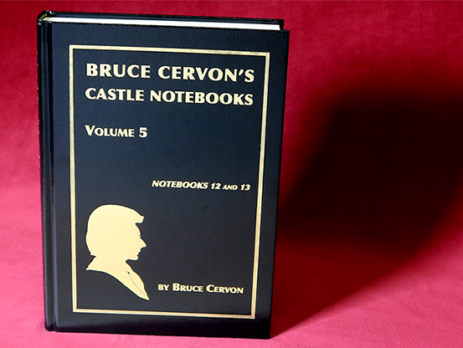 BRUCE CERVON'S
CASTLE NOTEBOOKS
VOLUME 5
NOTEBOOKS 12 AND 13
BY BRUCE CERVON